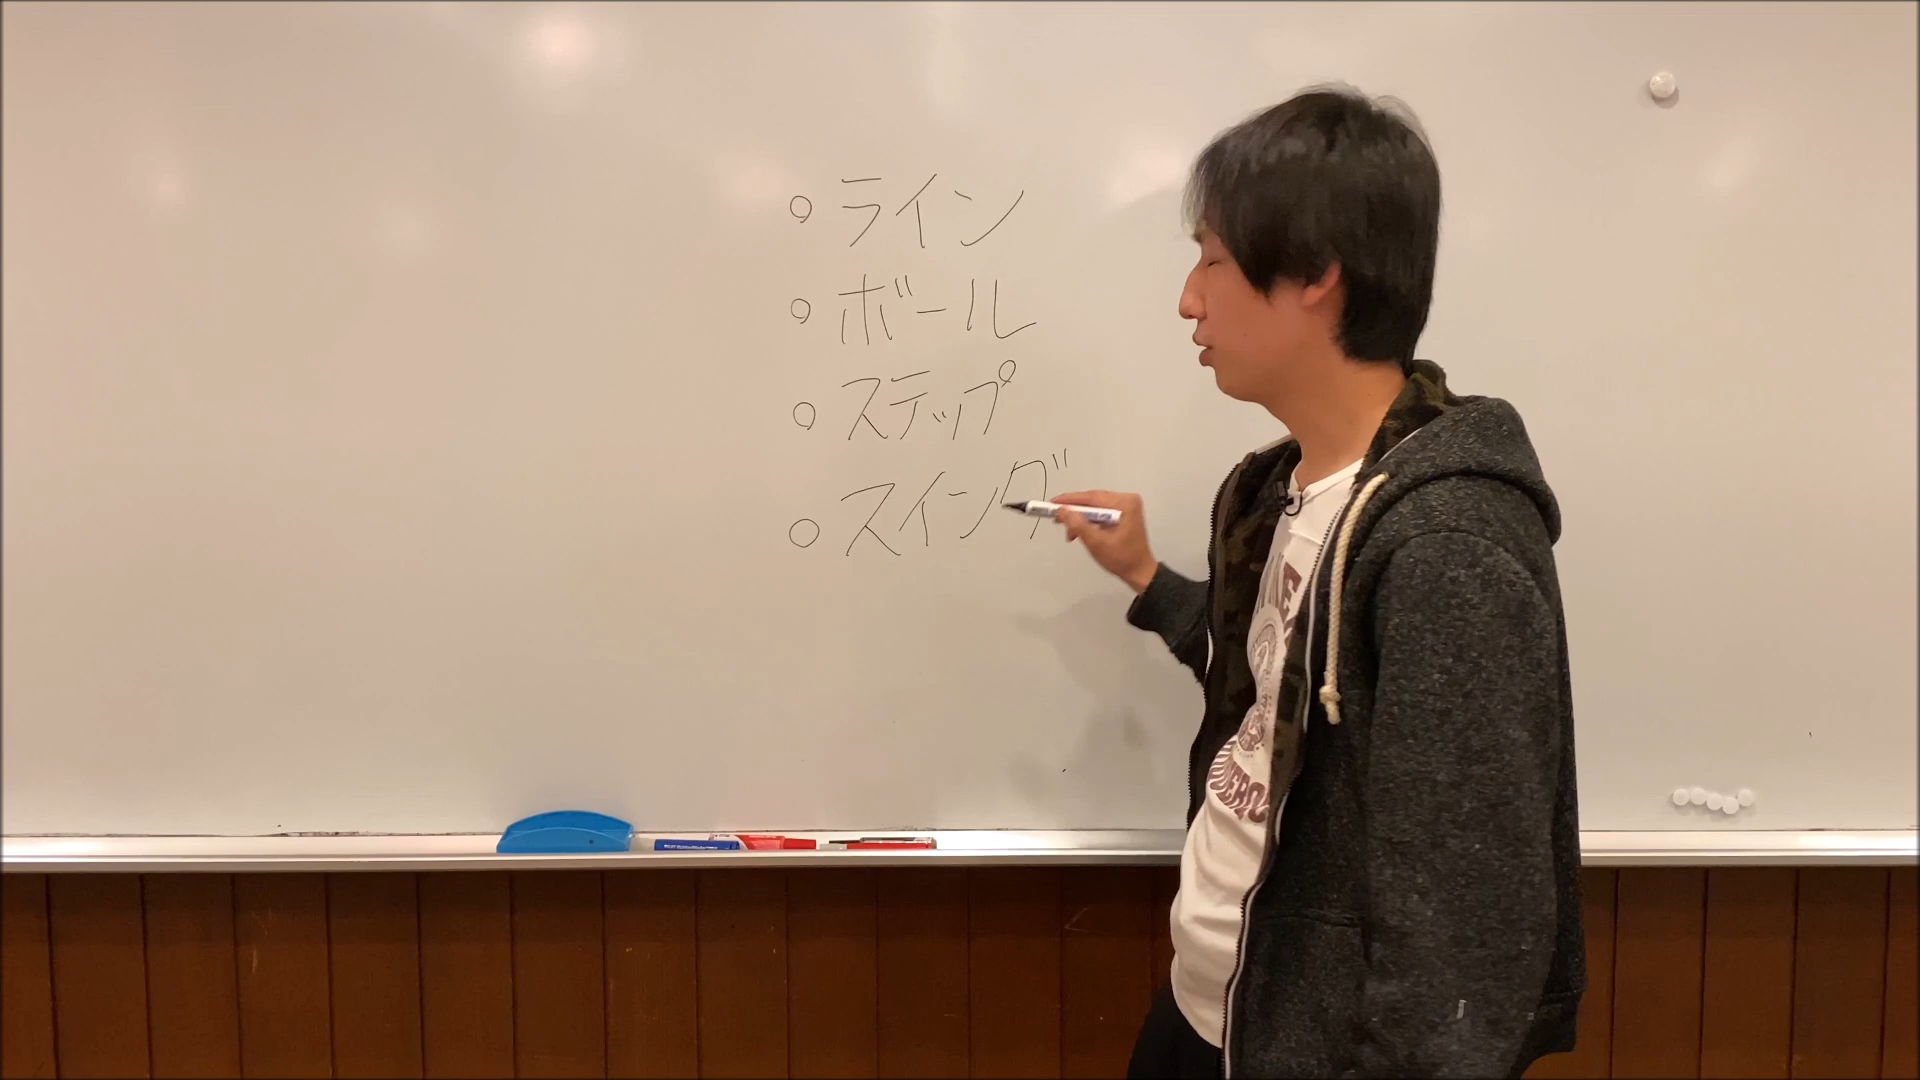 ○ ライン
○ ボール
○ ステップ
○ スイング